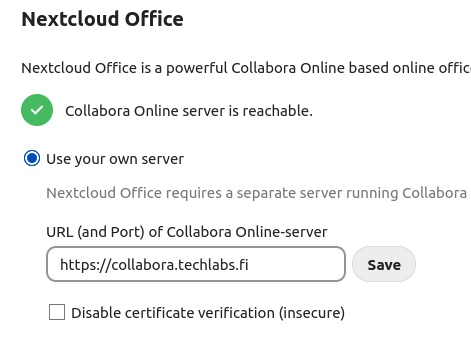 Nextcloud Office
Nextcloud Office is a powerful Collabora Online based online offic
Collabora Online server is reachable.
Use your own server
Nextcloud Office requires a separate server running Collabora
URL (and Port) of Collabora Online-server
https://collabora.techlabs.fi
Save
Disable certificate verification (insecure)